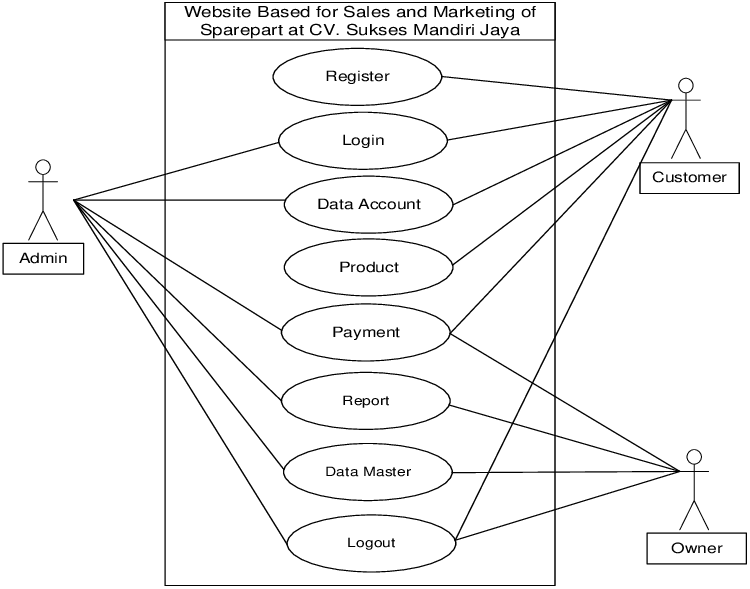 Website Based for Sales and Marketing of
Sparepart at CV. Sukses Mandiri Jaya
Register
Login
Data Account
Product
Payment
Report
Data Master
Logout
Admin
Customer
Owner